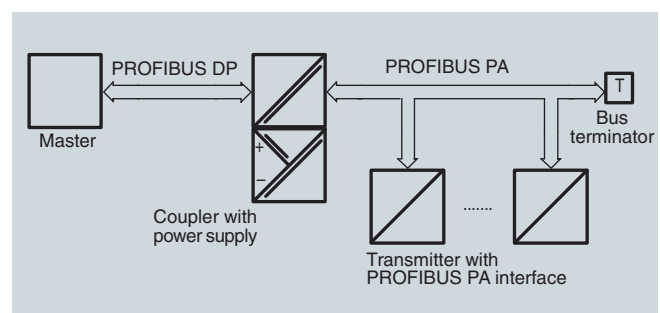 PROFIBUS DP
PROFIBUS PA
T
Master
Bus
terminator
+
–
Coupler with
power supply
.......
Transmitter with
PROFIBUS PA interface